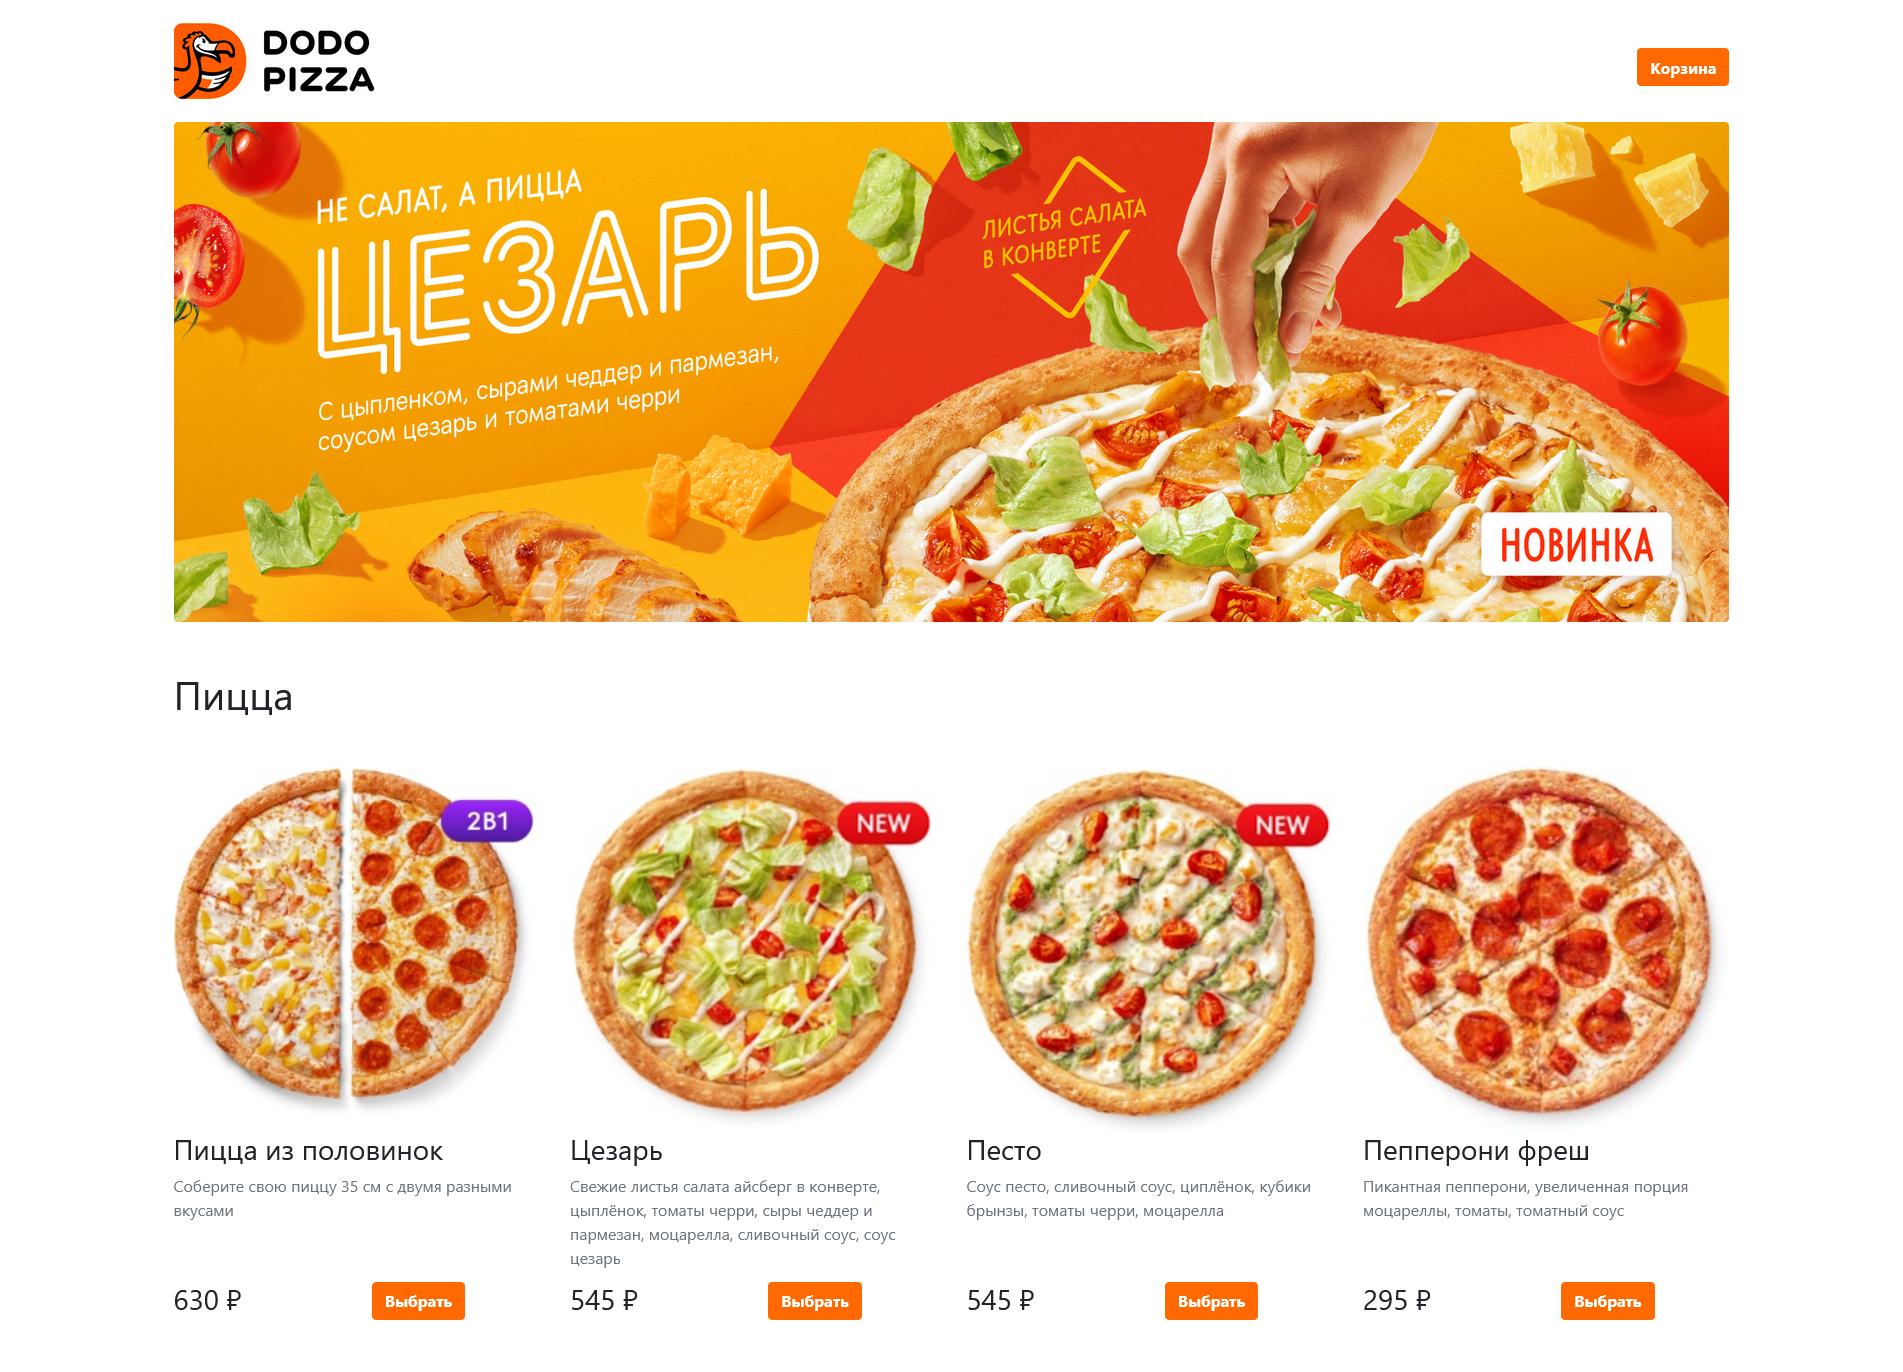 DODO
PIZZA
Корзина
НЕ САЛАТ, А ПИЦЦА
ЦЕЗАРЬ
С цыпленком, сырами чеддер и пармезан,
соусом цезарь и томатами черри
ЛИСТЬЯ САЛАТА
В КОНВЕРТЕ
НОВИНКА
Пицца
2В1
NEW
NEW
Пицца из половинок
Соберите свою пиццу 35 см с двумя разными
вкусами
630 ₽
Выбрать
Цезарь
Свежие листья салата айсберг в конверте,
цыплёнок, томаты черри, сыры чеддер и
пармезан, моцарелла, сливочный соус, соус
цезарь
545 ₽
Выбрать
Песто
Соус песто, сливочный соус, циплёнок, кубики
брынзы, томаты черри, моцарелла
545 ₽
Выбрать
Пепперони фреш
Пикантная пепперони, увеличенная порция
моцареллы, томаты, томатный соус
295 ₽
Выбрать